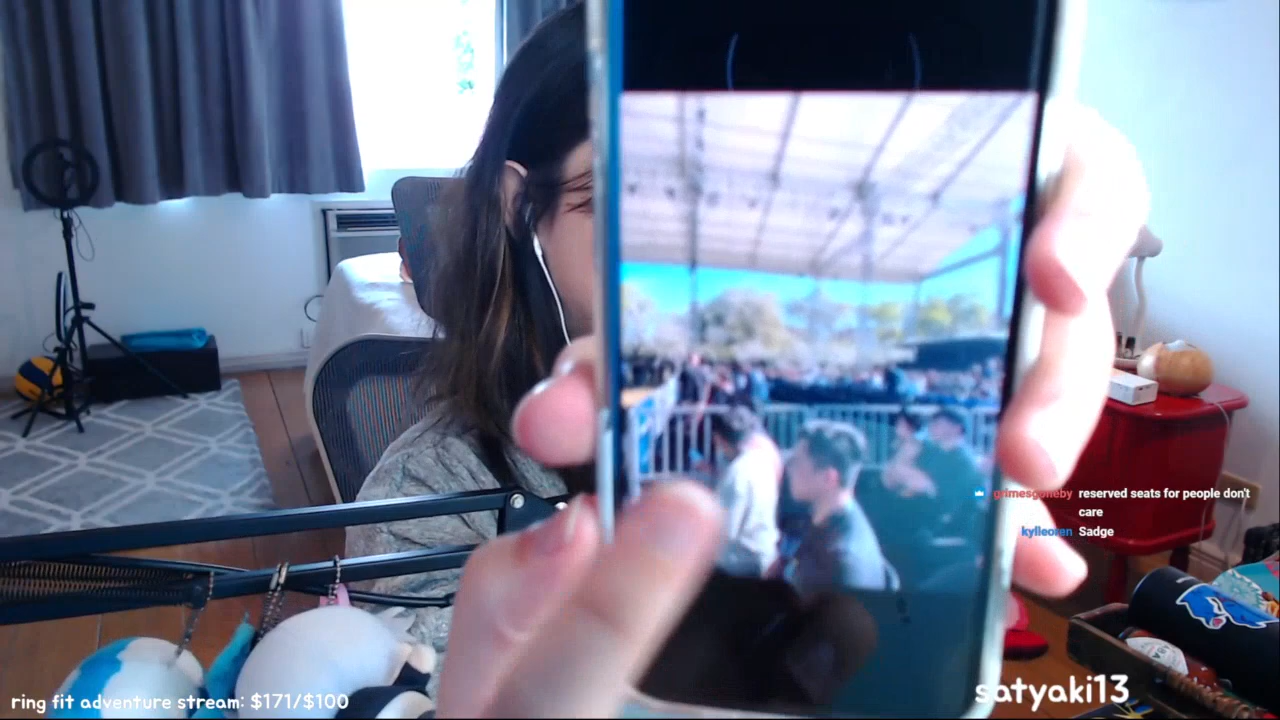 grimesgoneby reserved seats for people don't
care
kylleoren Sadge
ring fit adventure stream: $171/$100
satyaki13